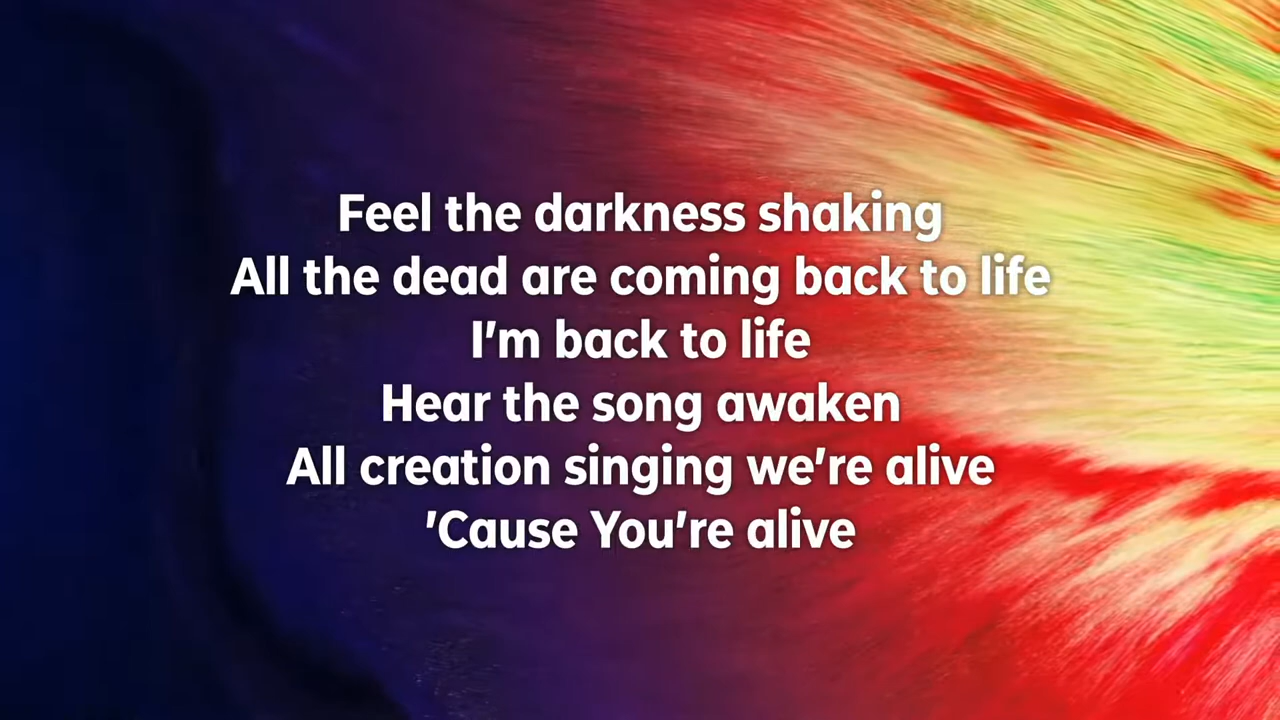 Feel the darkness shaking
All the dead are coming back to life
I'm back to life
Hear the song awaken
All creation singing we're alive
'Cause You're alive